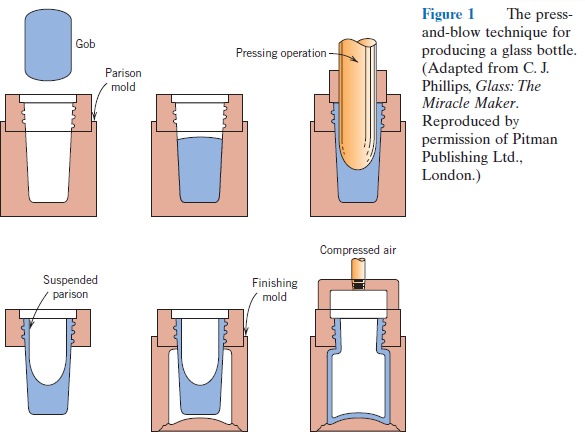 Gob
Parison
mold
Pressing operation
Figure 1 The press-
and-blow technique for
producing a glass bottle.
(Adapted from C. J.
Phillips, Glass: The
Miracle Maker.
Reproduced by
permission of Pitman
Publishing Ltd.,
London.)
Suspended
parison
Finishing
mold
Compressed air